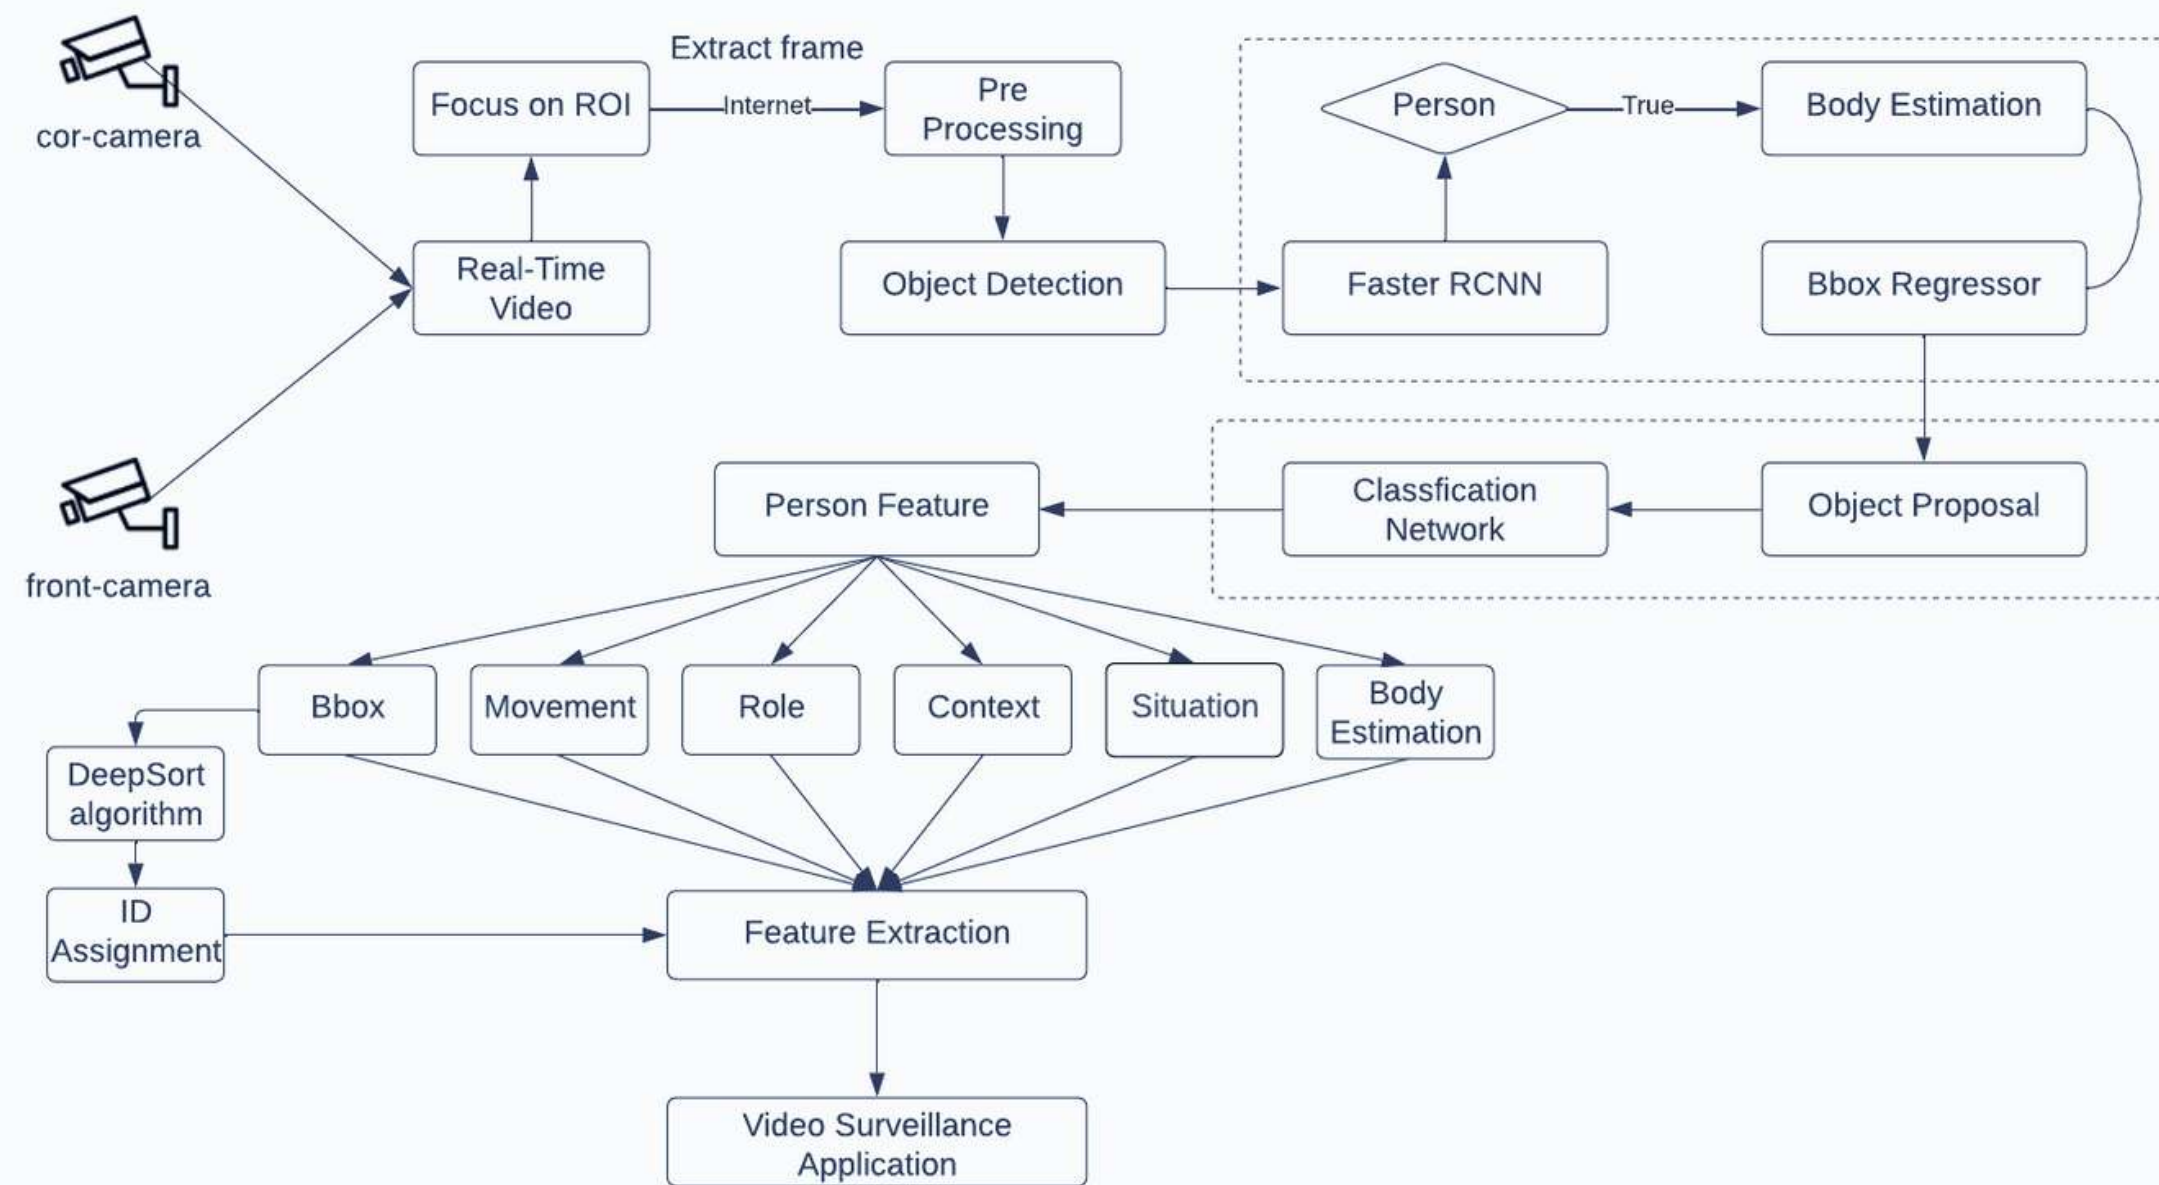 cor-camera
Extract frame
Focus on ROI
Internet
Pre
Processing
Person
True
Body Estimation
Real-Time
Video
Object Detection
Faster RCNN
Bbox Regressor
front-camera
Person Feature
Classfication
Network
Object Proposal
Bbox
Movement
Role
Context
Situation
Body
Estimation
DeepSort
algorithm
ID
Assignment
Feature Extraction
Video Surveillance
Application